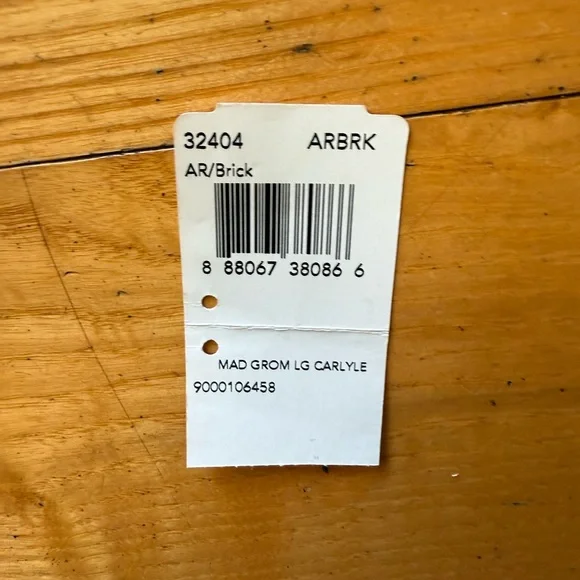 32404 ARBRK
AR/Brick
8 88067 38086 6
MAD GROM LG CARLYLE
9000106458